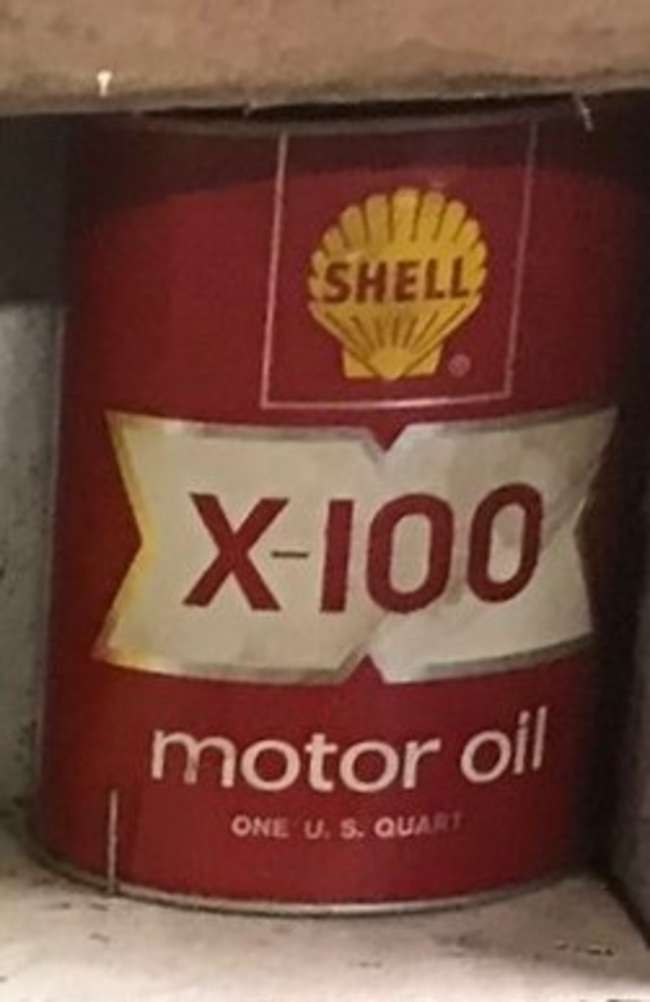 SHELL
®
X-100
motor oil
ONE U. S. QUART